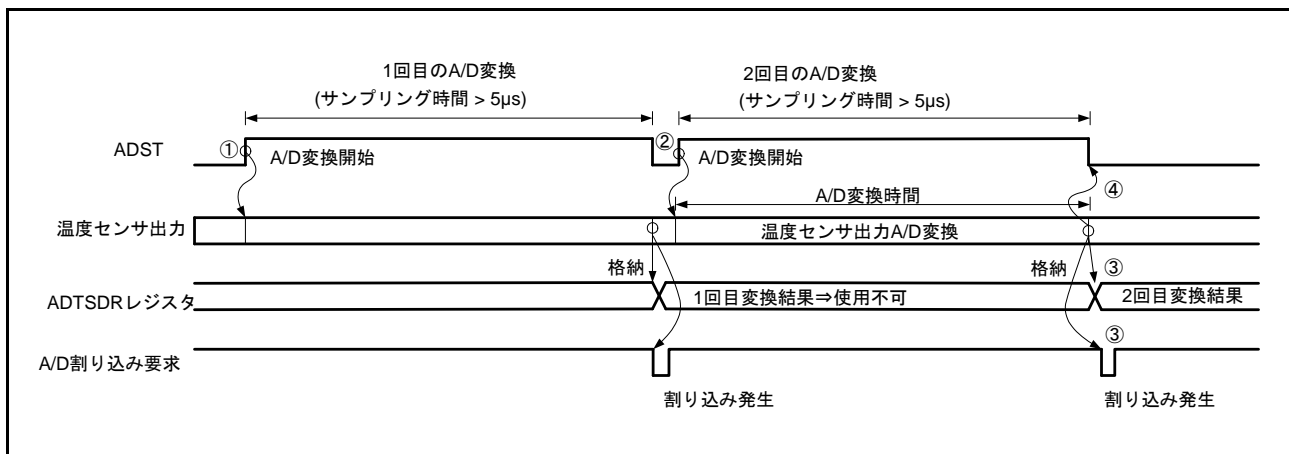 1回目のA/D変換
(サンプリング時間 > 5µs)
2回目のA/D変換
(サンプリング時間 > 5µs)
ADST
①
A/D変換開始
②
A/D変換開始
④
A/D変換時間
温度センサ出力
温度センサ出力A/D変換
格納
格納
③
ADTSDRレジスタ
1回目変換結果⇒使用不可
2回目変換結果
A/D割り込み要求
③
割り込み発生
割り込み発生